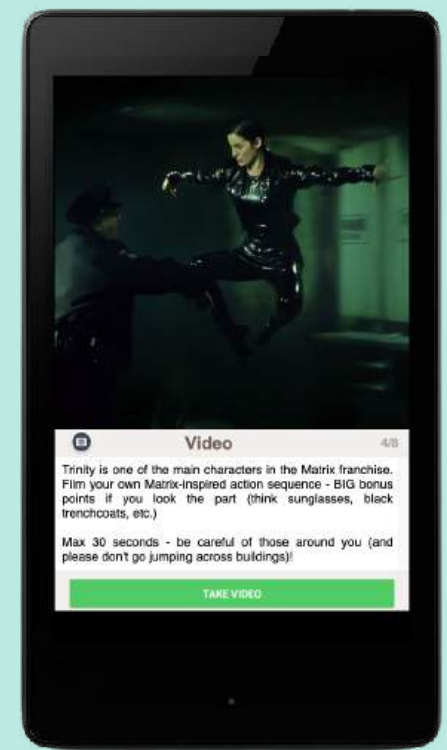 Video
4/8
Trinity is one of the main characters in the Matrix franchise.
Film your own Matrix-inspired action sequence - BIG bonus
points if you look the part (think sunglasses, black
trenchcoats, etc.)
Max 30 seconds - be careful of those around you (and
please don't go jumping across buildings)!
TAKE VIDEO